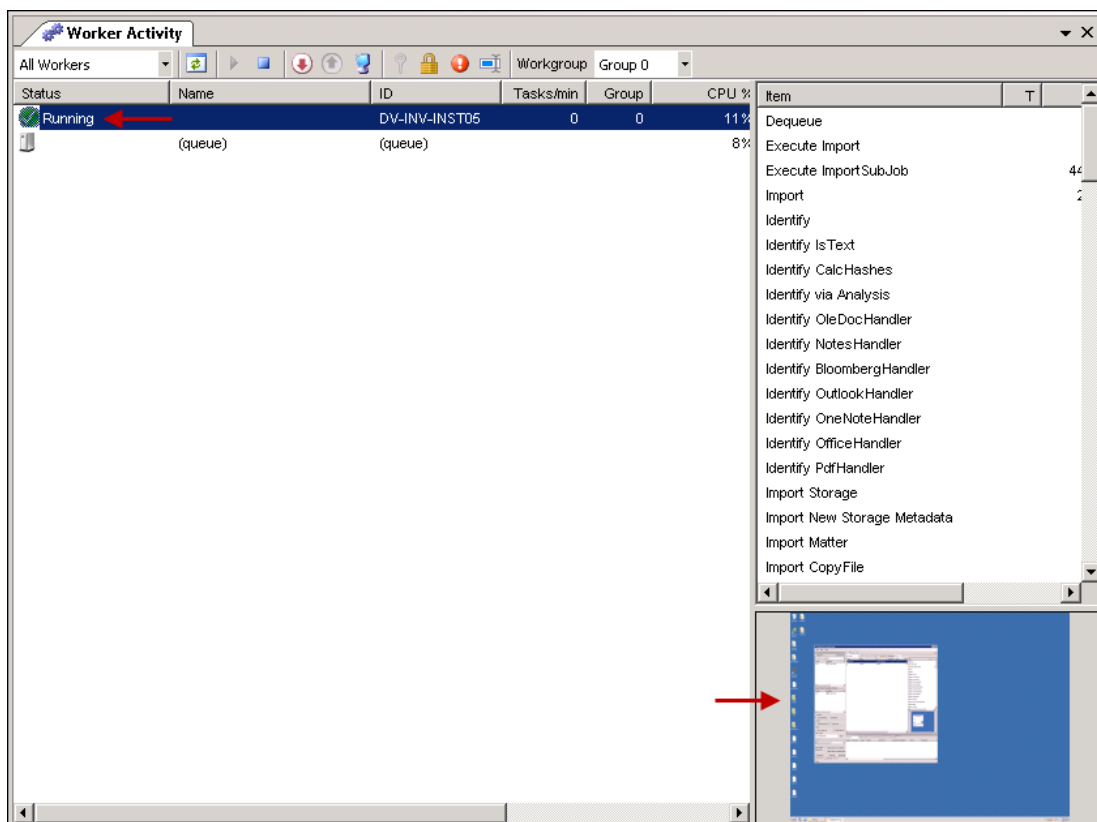 Worker Activity
All Workers Workgroup Group 0
Status Name ID Tasks/min Group CPU %
Running DV-INV-INST05 0 0 11%
(queue) (queue) 8%
Item T
Dequeue
Execute Import
Execute ImportSubJob 44
Import 2
Identify
Identify IsText
Identify CalcHashes
Identify via Analysis
Identify OleDocHandler
Identify NotesHandler
Identify BloombergHandler
Identify OutlookHandler
Identify OneNoteHandler
Identify OfficeHandler
Identify PdfHandler
Import Storage
Import New Storage Metadata
Import Matter
Import CopyFile